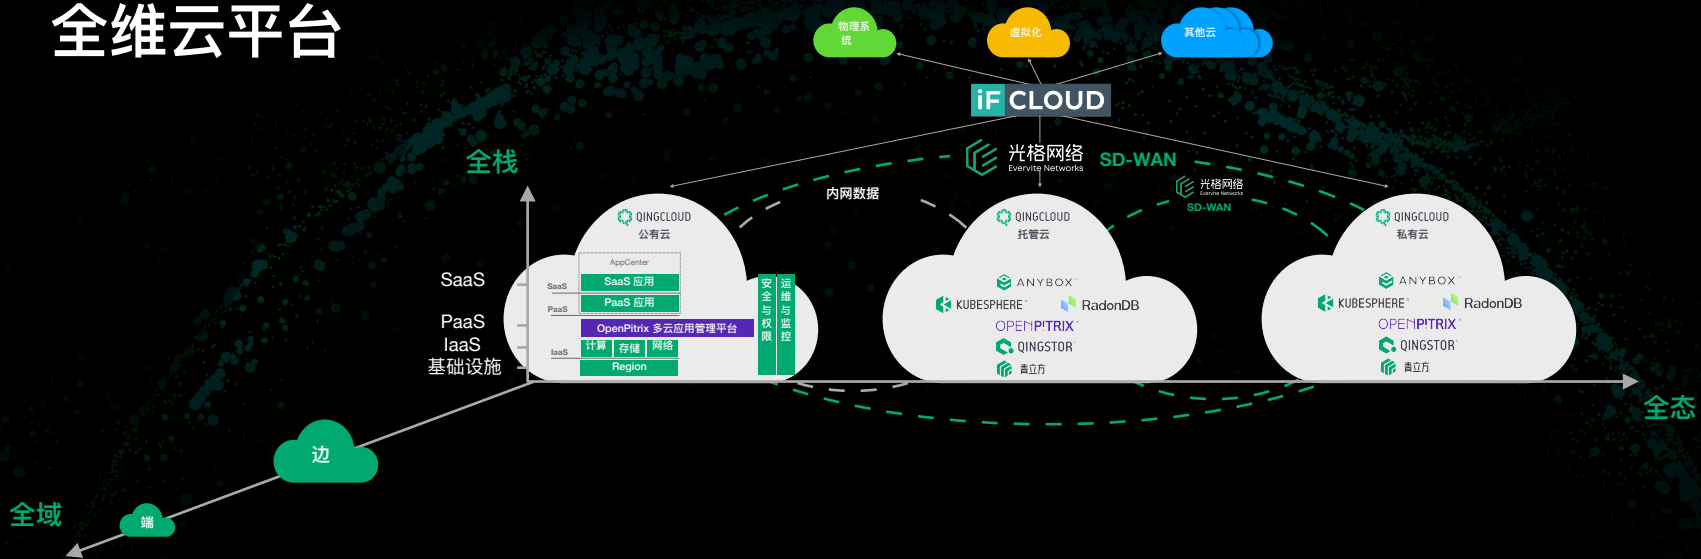 全维云平台
物理系
统
虚拟化
其他云
iF CLOUD
全栈
光格网络
Evervite Networks
SD-WAN
内网数据
光格网络
Evervite Networks
SD-WAN
QINGCLOUD
公有云
AppCenter
SaaS 应用
PaaS 应用
OpenPitrix 多云应用管理平台
计算
存储
网络
Region
SaaS
PaaS
IaaS
安全与权限
运维与监控
SaaS
PaaS
IaaS
基础设施
QINGCLOUD
托管云
ANYBOX
KUBESPHERE
RadonDB
OPENPITRIX
QINGSTOR
青立方
QINGCLOUD
私有云
ANYBOX
KUBESPHERE
RadonDB
OPENPITRIX
QINGSTOR
青立方
全态
边
端
全域